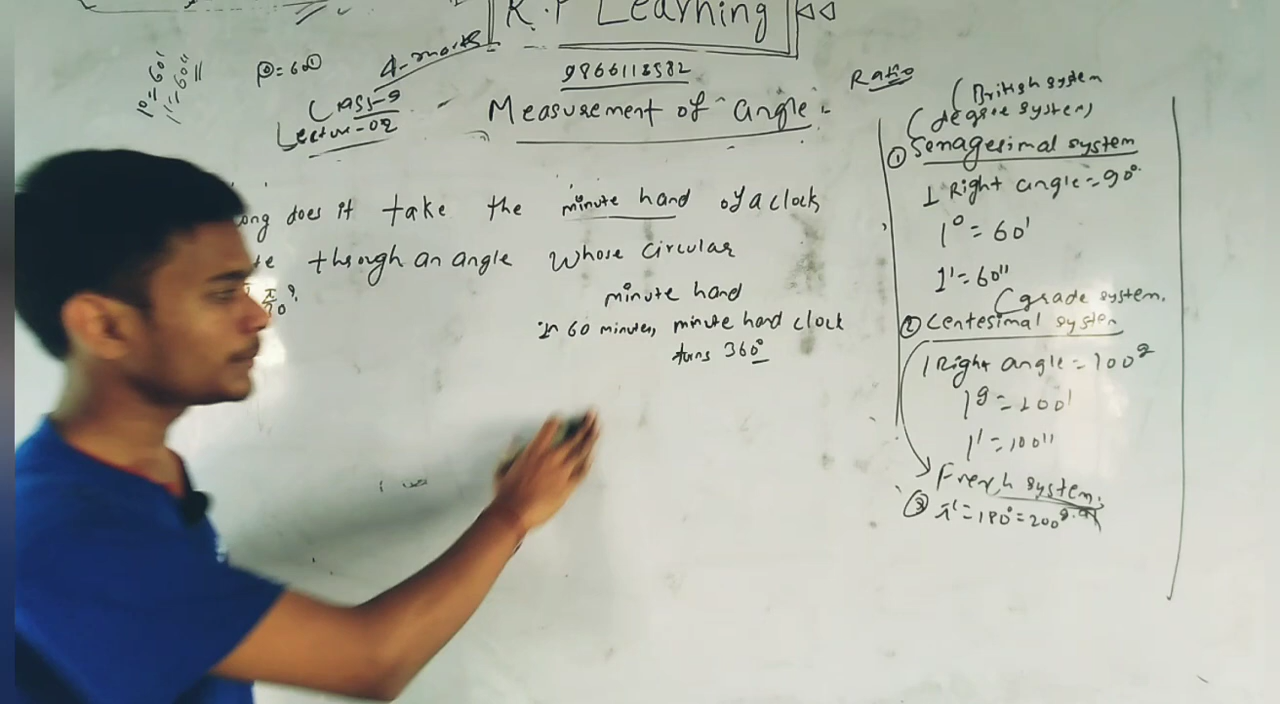 R.P Learning
9866118582
4-marks
1° = 60'
1' = 60"
Class-9
Lecture-02
Measurement of angle:-
ong does it take the minute hand of a clock
te through an angle whose circular
minute hand
In 60 minutes, minute hand clock
turns 360°
Ratio
(British system
(degree system)
① Senagesimal system
1 Right angle = 90°
1° = 60'
1' = 60''
(grade system.
② Centesimal system
1 Right angle = 100g
1g = 100'
1' = 100''
French system.
③ πc = 180° = 200g